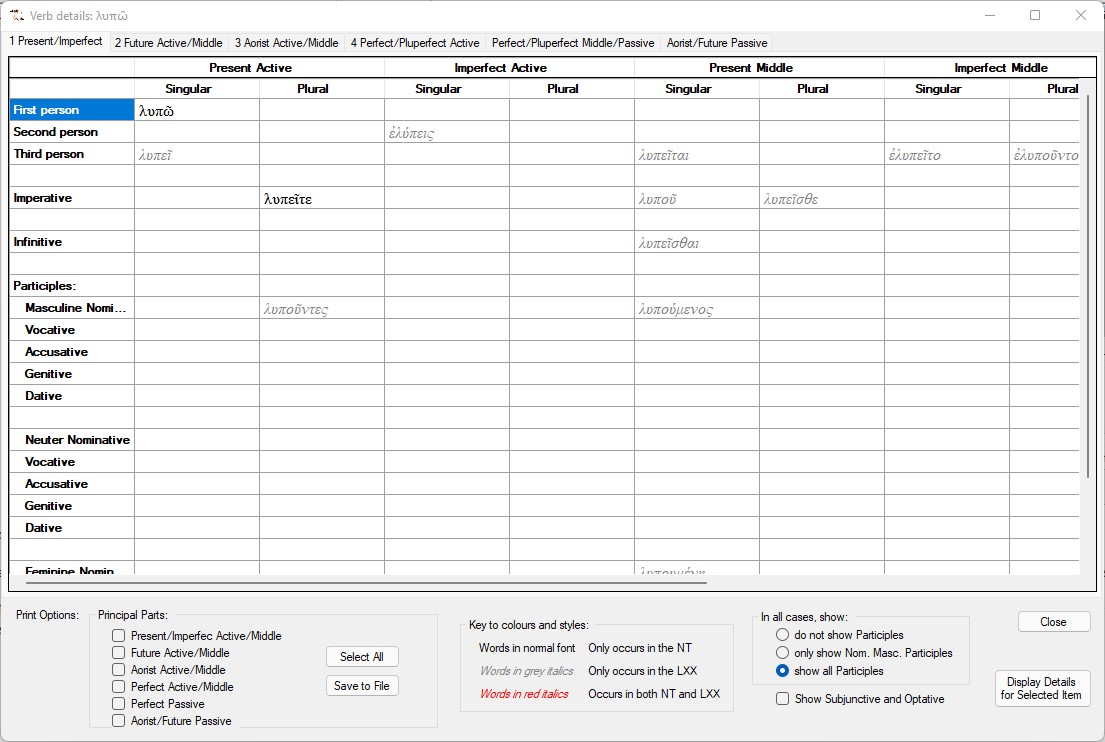 Verb details: λυπῶ
1 Present/Imperfect 2 Future Active/Middle 3 Aorist Active/Middle 4 Perfect/Pluperfect Active Perfect/Pluperfect Middle/Passive Aorist/Future Passive
Present Active Imperfect Active Present Middle Imperfect Middle
Singular Plural Singular Plural Singular Plural Singular Plural
First person λυπῶ
Second person ἐλύπεις
Third person λυπεῖ λυπεῖται ἐλυπεῖτο ἐλυποῦντο
Imperative λυπεῖτε λυποῦ λυπεῖσθε
Infinitive λυπεῖσθαι
Participles:
Masculine Nomi... λυποῦντες λυπούμενος
Vocative
Accusative
Genitive
Dative
Neuter Nominative
Vocative
Accusative
Genitive
Dative
Feminine Nomin λυπουμένη
Print Options:
Principal Parts:
Present/Imperfec Active/Middle
Future Active/Middle
Aorist Active/Middle
Perfect Active/Middle
Perfect Passive
Aorist/Future Passive
Select All
Save to File
Key to colours and styles:
Words in normal font Only occurs in the NT
Words in grey italics Only occurs in the LXX
Words in red italics Occurs in both NT and LXX
In all cases, show:
do not show Participles
only show Nom. Masc. Participles
show all Participles
Show Subjunctive and Optative
Close
Display Details
for Selected Item